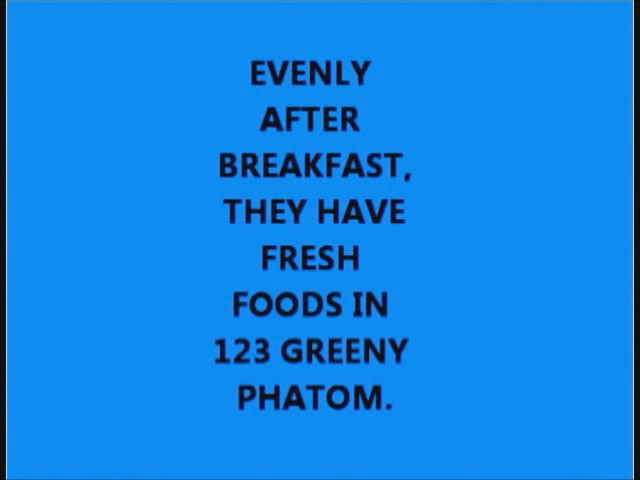 EVENLY
AFTER
BREAKFAST,
THEY HAVE
FRESH
FOODS IN
123 GREENY
PHATOM.